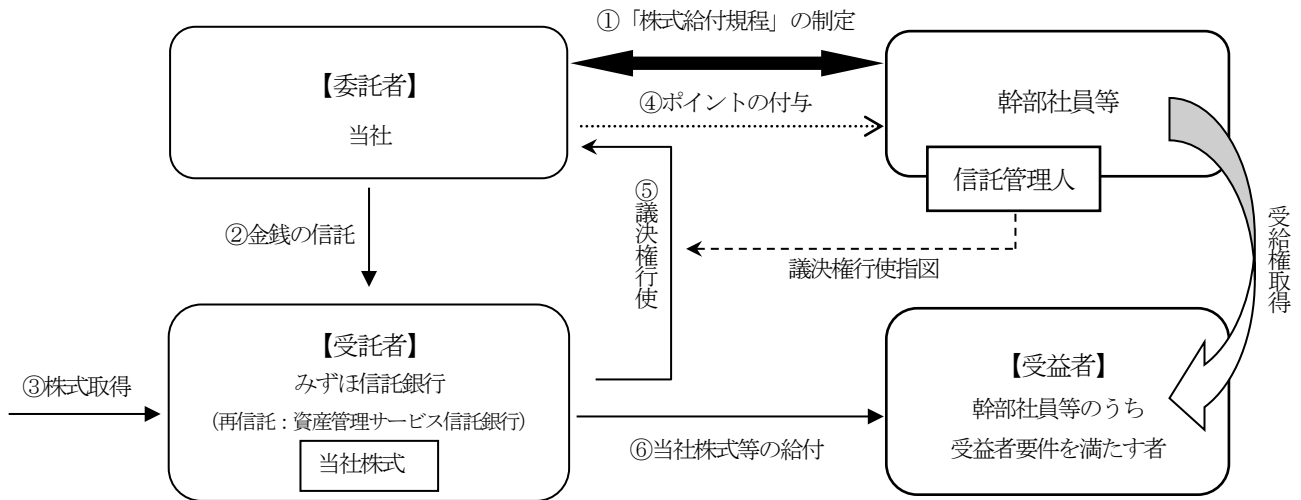 ①「株式給付規程」の制定
【委託者】
当社
④ポイントの付与
幹部社員等
信託管理人
②金銭の信託
⑤議決権行使
議決権行使指図
受給権取得
③株式取得
【受託者】
みずほ信託銀行
(再信託：資産管理サービス信託銀行)
当社株式
⑥当社株式等の給付
【受益者】
幹部社員等のうち
受益者要件を満たす者